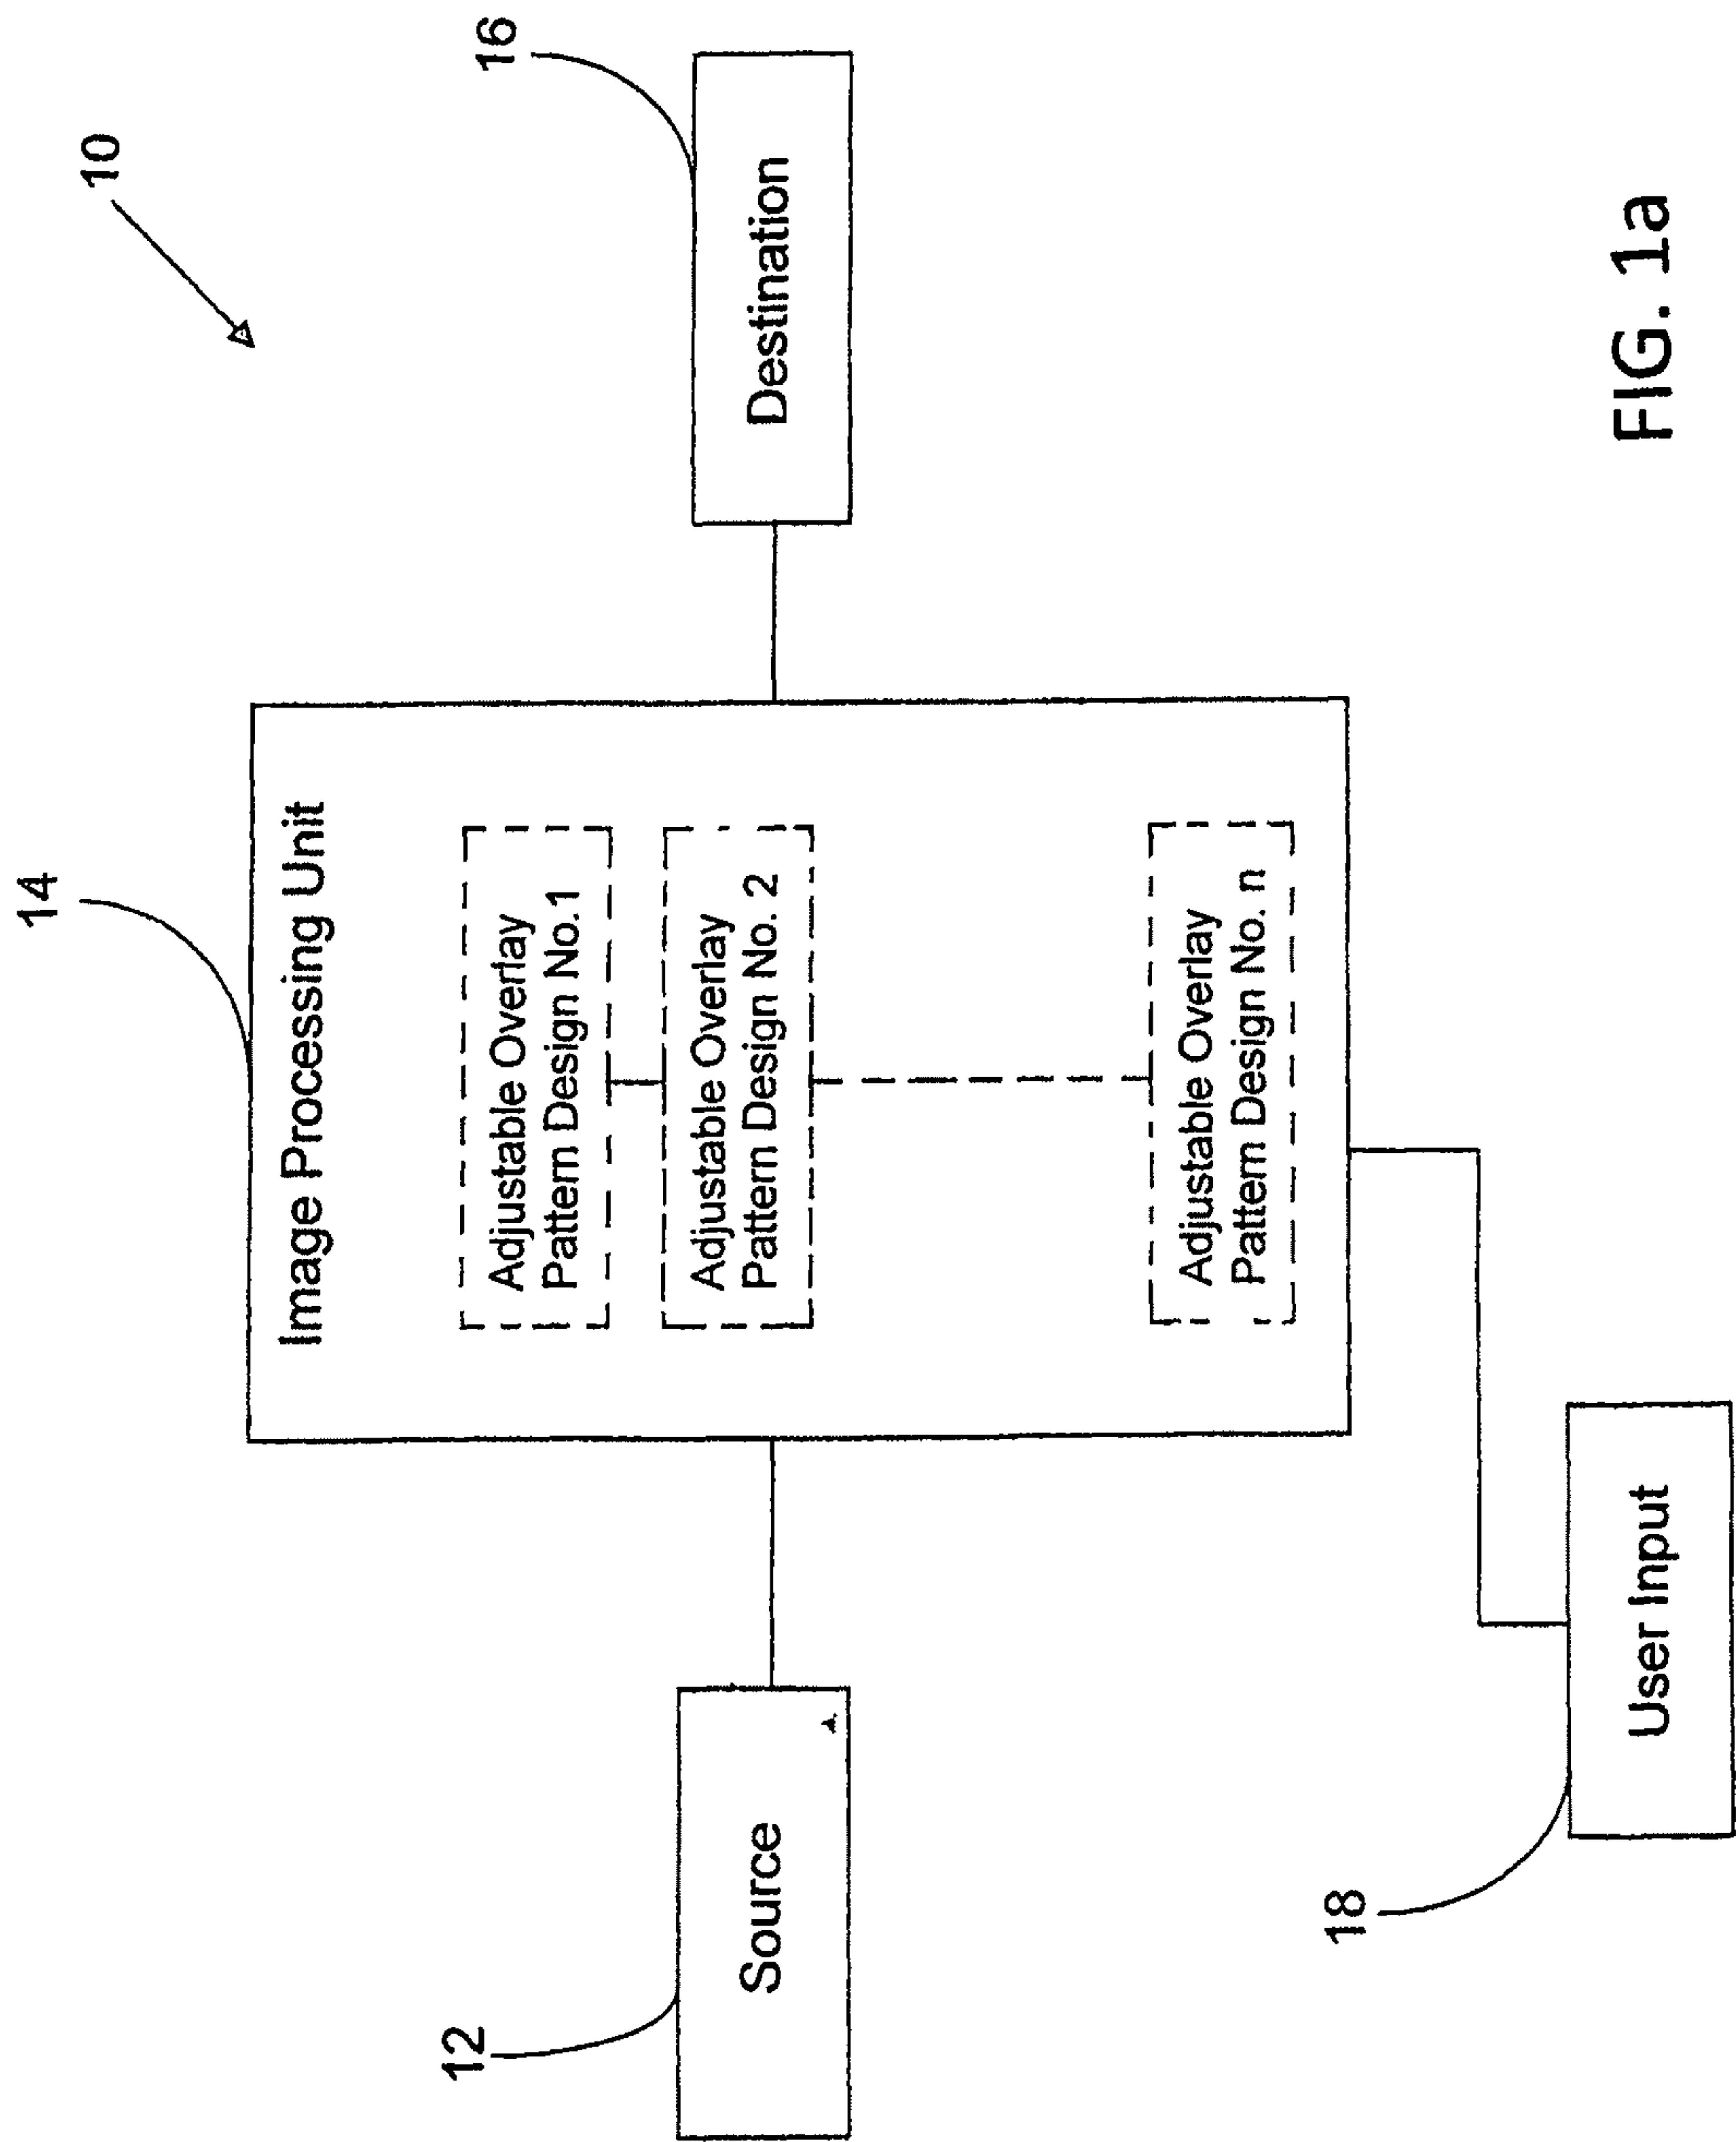 10
14
16
Image Processing Unit
Adjustable Overlay
Pattern Design No.1
Adjustable Overlay
Pattern Design No. 2
Adjustable Overlay
Pattern Design No. n
12
Source
Destination
18
User Input
FIG. 1a